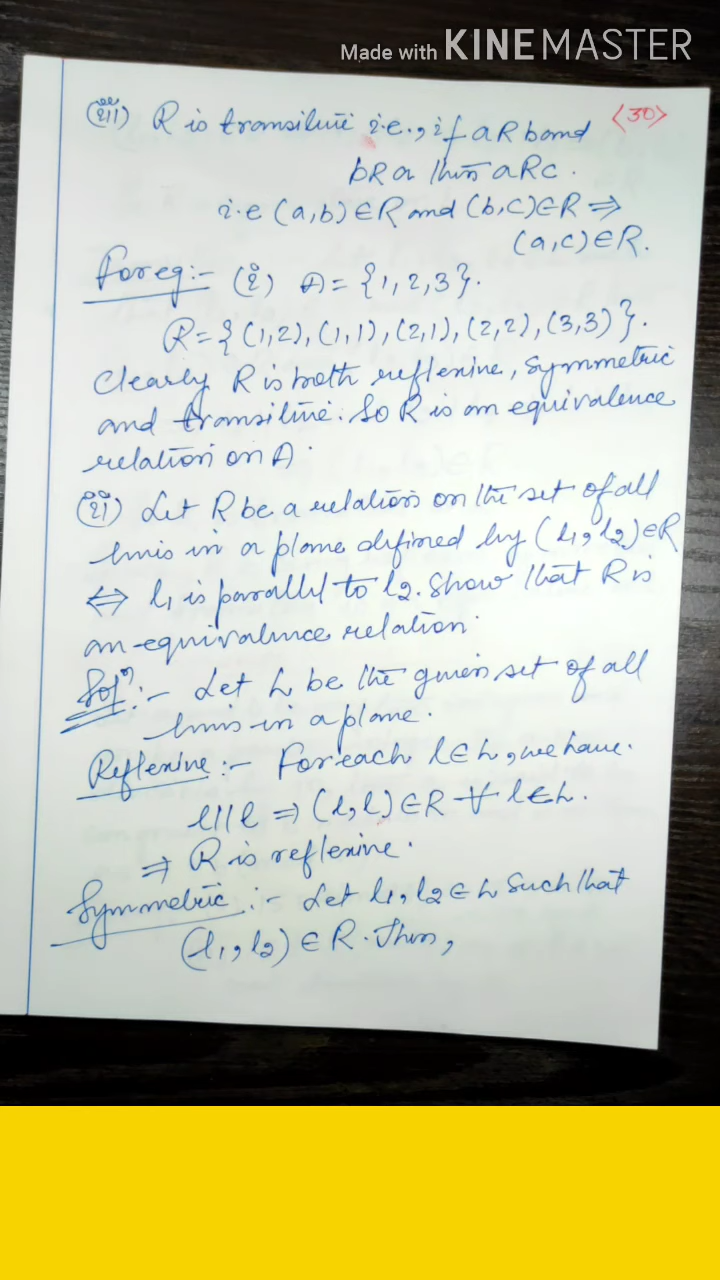 Made with KINEMASTER
(iii) R is transitive i.e., if aRb and <30>
bRa then aRc.
i.e (a,b)∈R and (b,c)∈R ⇒
(a,c)∈R.
For eg:- (i) A = {1,2,3}.
R = {(1,2),(1,1),(2,1),(2,2),(3,3)}.
Clearly R is both reflexive, Symmetric
and transitive. So R is an equivalence
relation on A.
(ii) Let R be a relation on the set of all
lines in a plane defined by (l₁,l₂)∈R
⇔ l₁ is parallel to l₂. Show that R is
an equivalence relation.
Solⁿ:- Let L be the given set of all
lines in a plane.
Reflexive:- For each l∈L, we have.
l||l ⇒ (l,l)∈R ∀ l∈L.
⇒ R is reflexive.
Symmetric:- Let l₁,l₂∈L Such that
(l₁,l₂)∈R. Then,